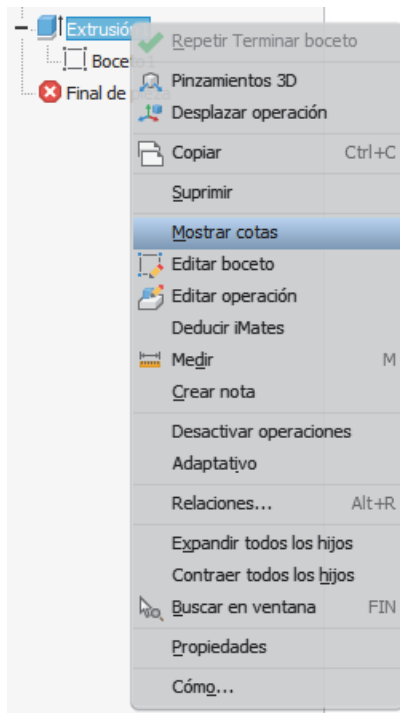 Extrusión
Boceto1
Final de pieza
Repetir Terminar boceto
Pinzamientos 3D
Desplazar operación
Copiar Ctrl+C
Suprimir
Mostrar cotas
Editar boceto
Editar operación
Deducir iMates
Medir M
Crear nota
Desactivar operaciones
Adaptativo
Relaciones... Alt+R
Expandir todos los hijos
Contraer todos los hijos
Buscar en ventana FIN
Propiedades
Cómo...